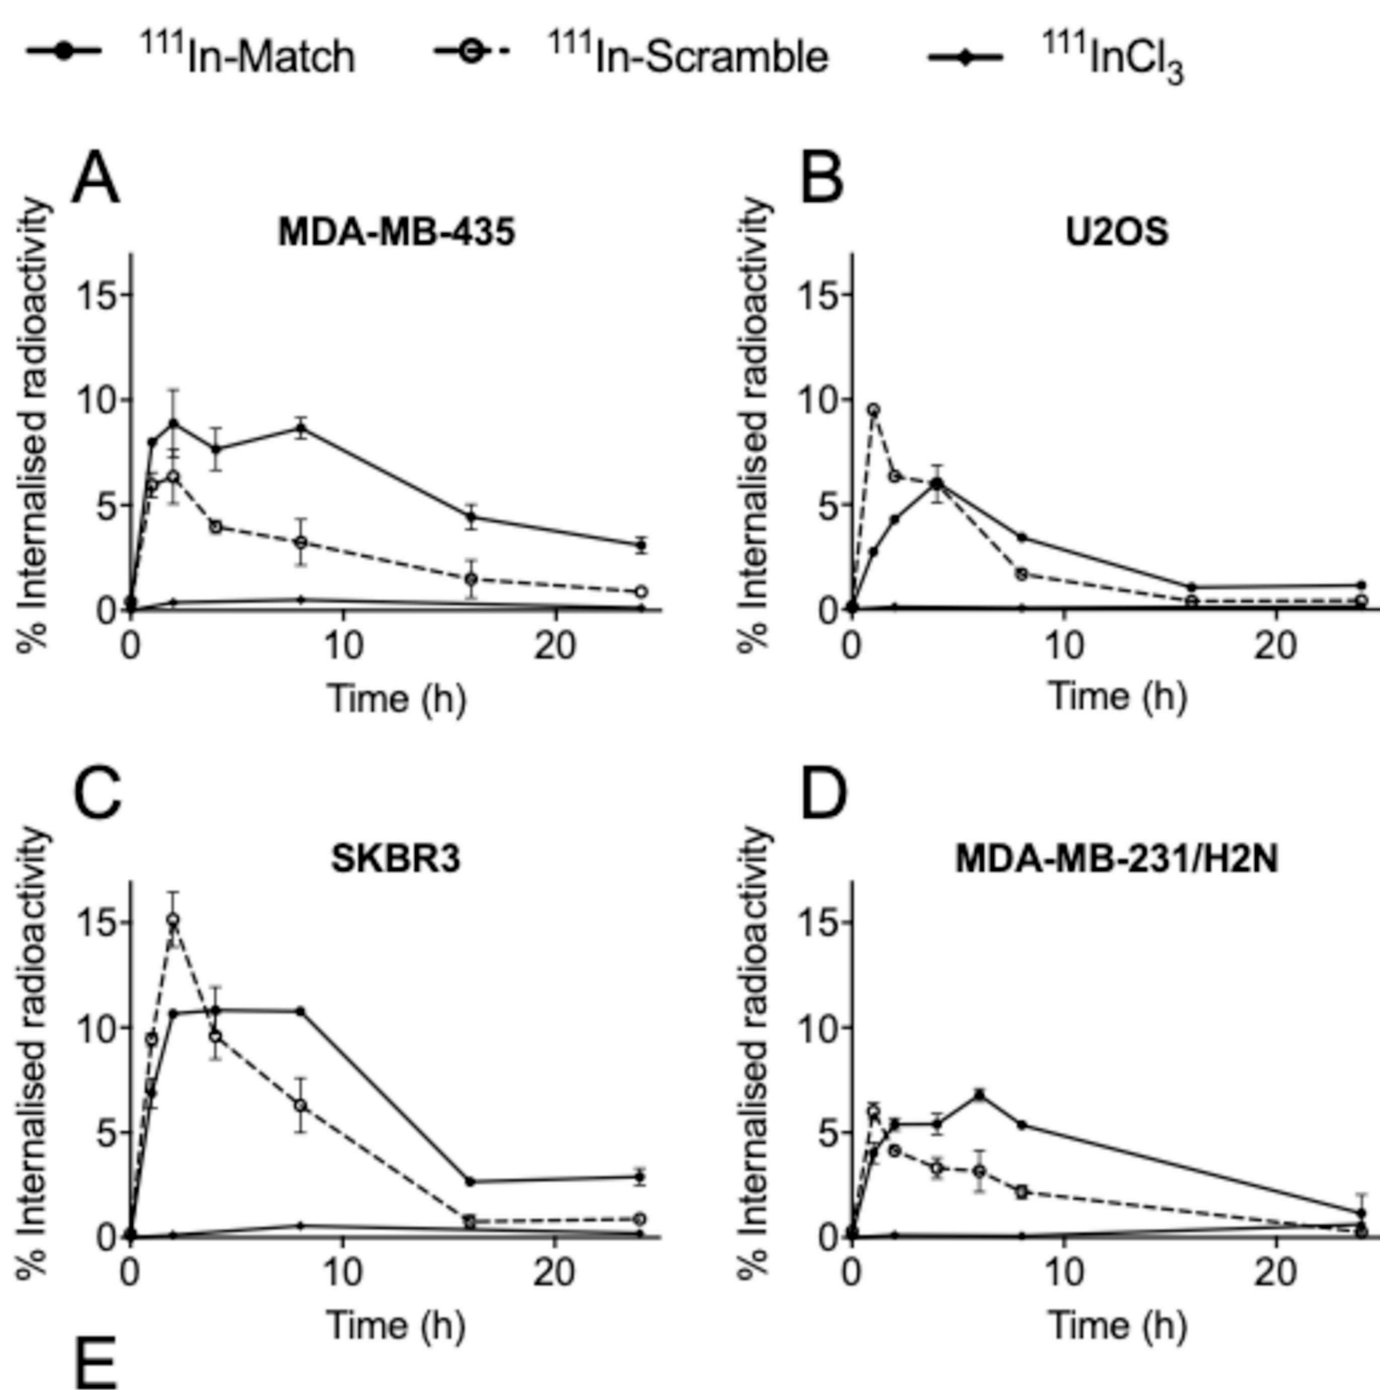 ¹¹¹In-Match ¹¹¹In-Scramble ¹¹¹InCl₃
A
MDA-MB-435
% Internalised radioactivity
15
10
5
0
0 10 20
Time (h)
B
U2OS
% Internalised radioactivity
15
10
5
0
0 10 20
Time (h)
C
SKBR3
% Internalised radioactivity
15
10
5
0
0 10 20
Time (h)
D
MDA-MB-231/H2N
% Internalised radioactivity
15
10
5
0
0 10 20
Time (h)
E